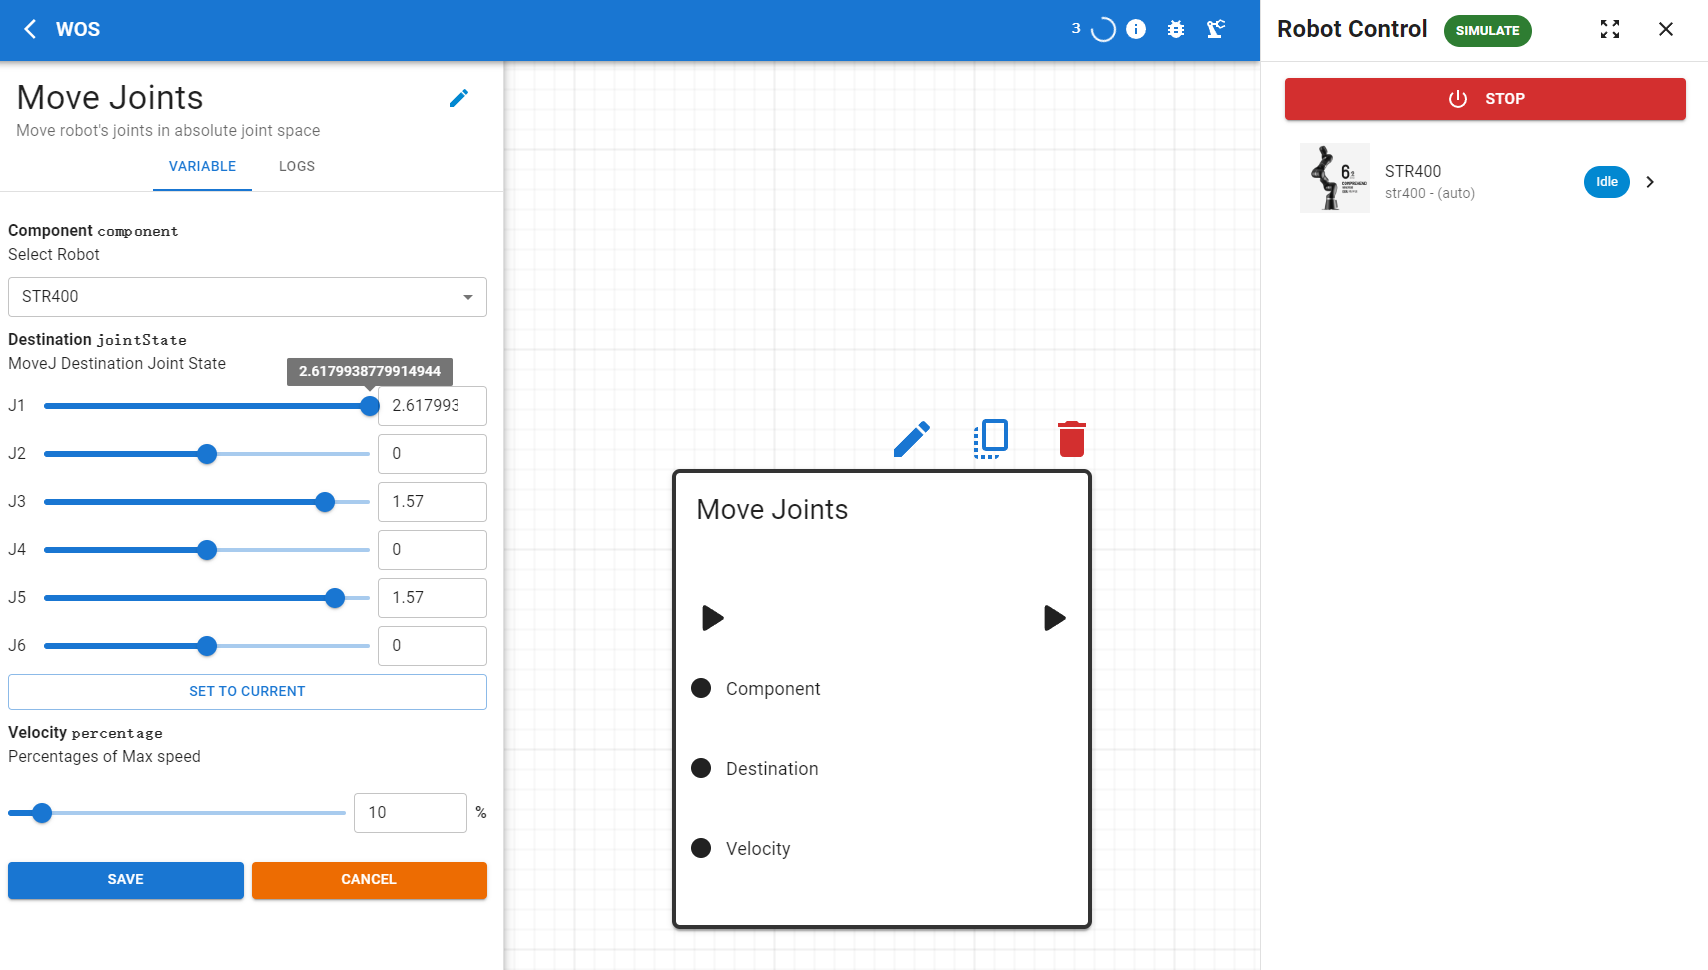 WOS
3
Robot Control
SIMULATE
Move Joints
Move robot's joints in absolute joint space
VARIABLE
LOGS
Component component
Select Robot
STR400
Destination jointState
MoveJ Destination Joint State
2.6179938779914944
J1
2.617993
J2
0
J3
1.57
J4
0
J5
1.57
J6
0
SET TO CURRENT
Velocity percentage
Percentages of Max speed
10
%
SAVE
CANCEL
Move Joints
Component
Destination
Velocity
STOP
6
STR400
str400 - (auto)
Idle